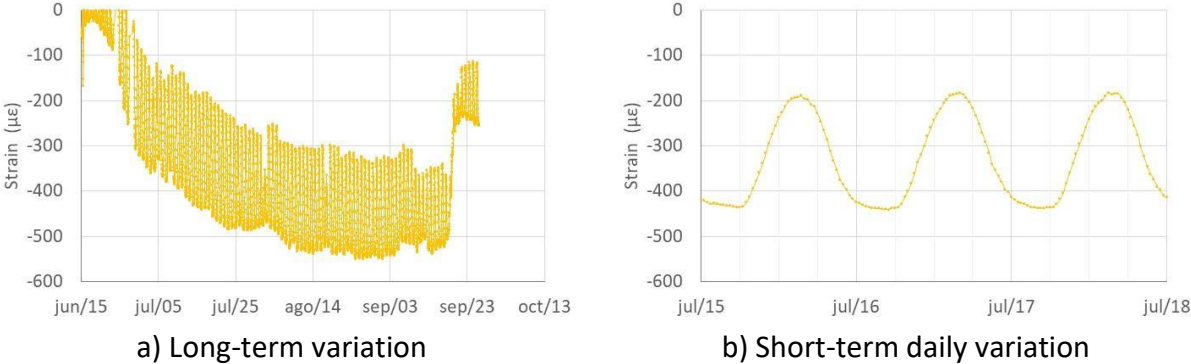 Strain (με)
0
-100
-200
-300
-400
-500
-600
jun/15 jul/05 jul/25 ago/14 sep/03 sep/23 oct/13
a) Long-term variation
Strain (με)
0
-100
-200
-300
-400
-500
-600
jul/15 jul/16 jul/17 jul/18
b) Short-term daily variation